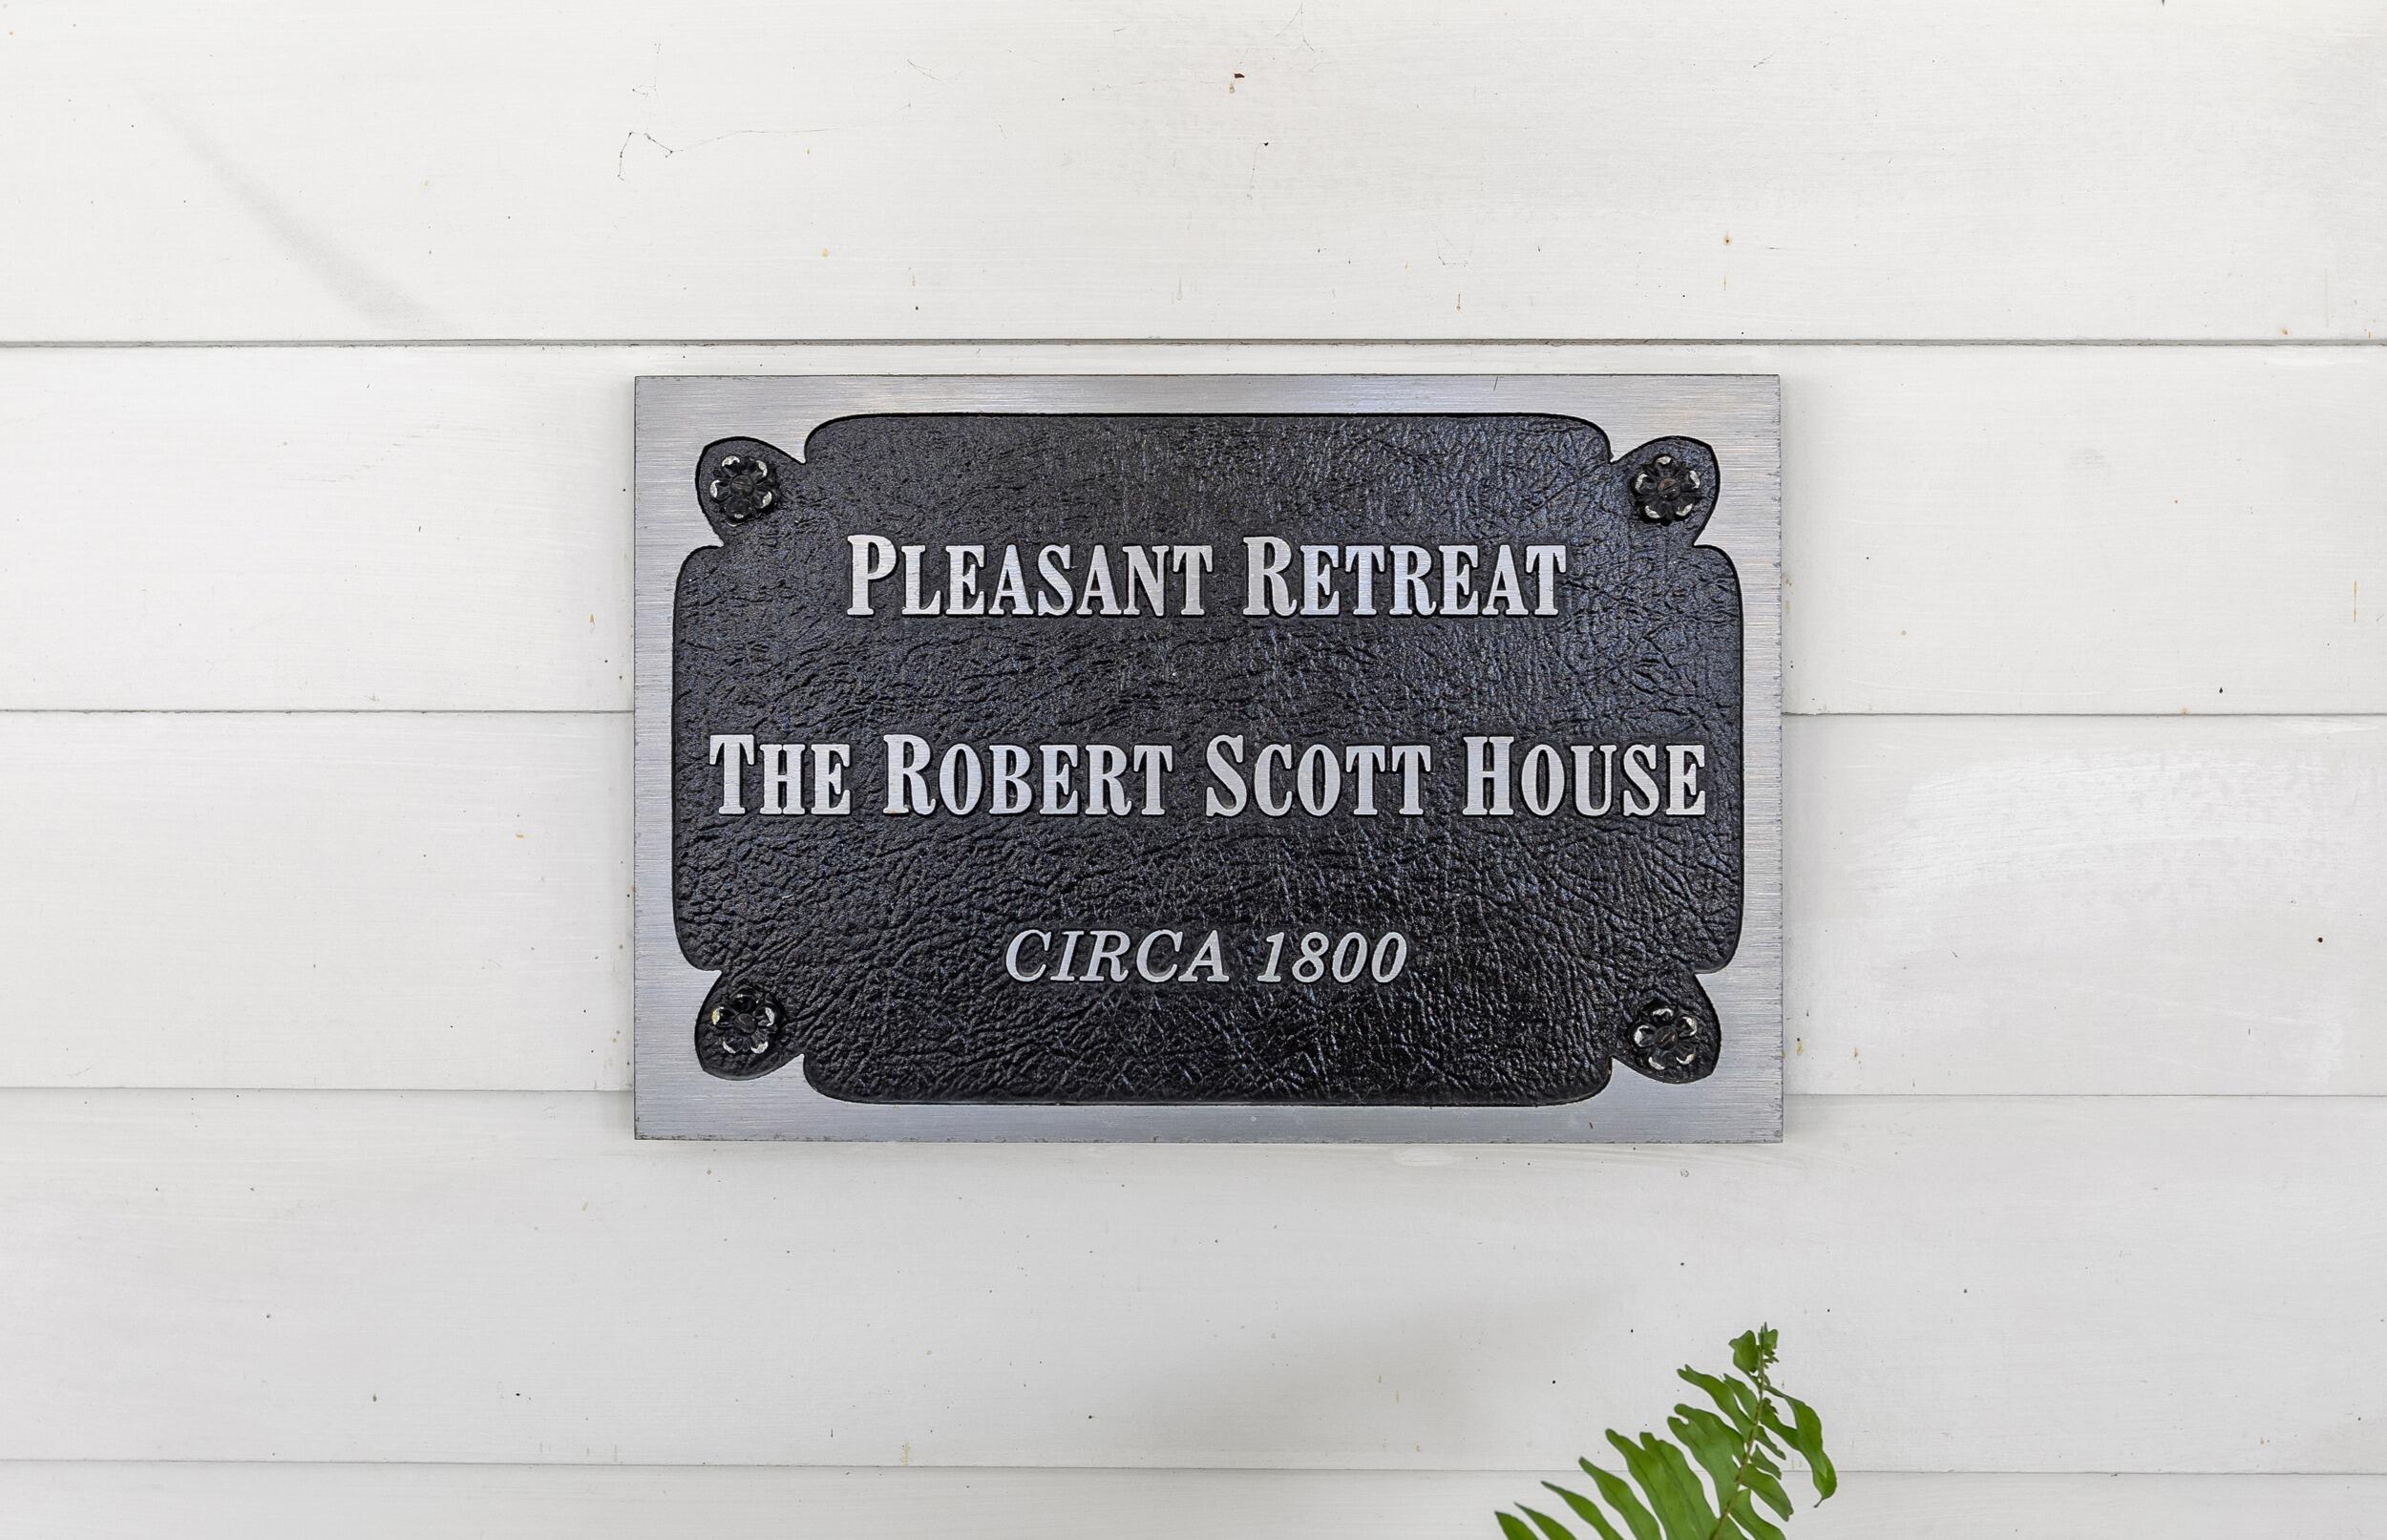 PLEASANT RETREAT
THE ROBERT SCOTT HOUSE
CIRCA 1800